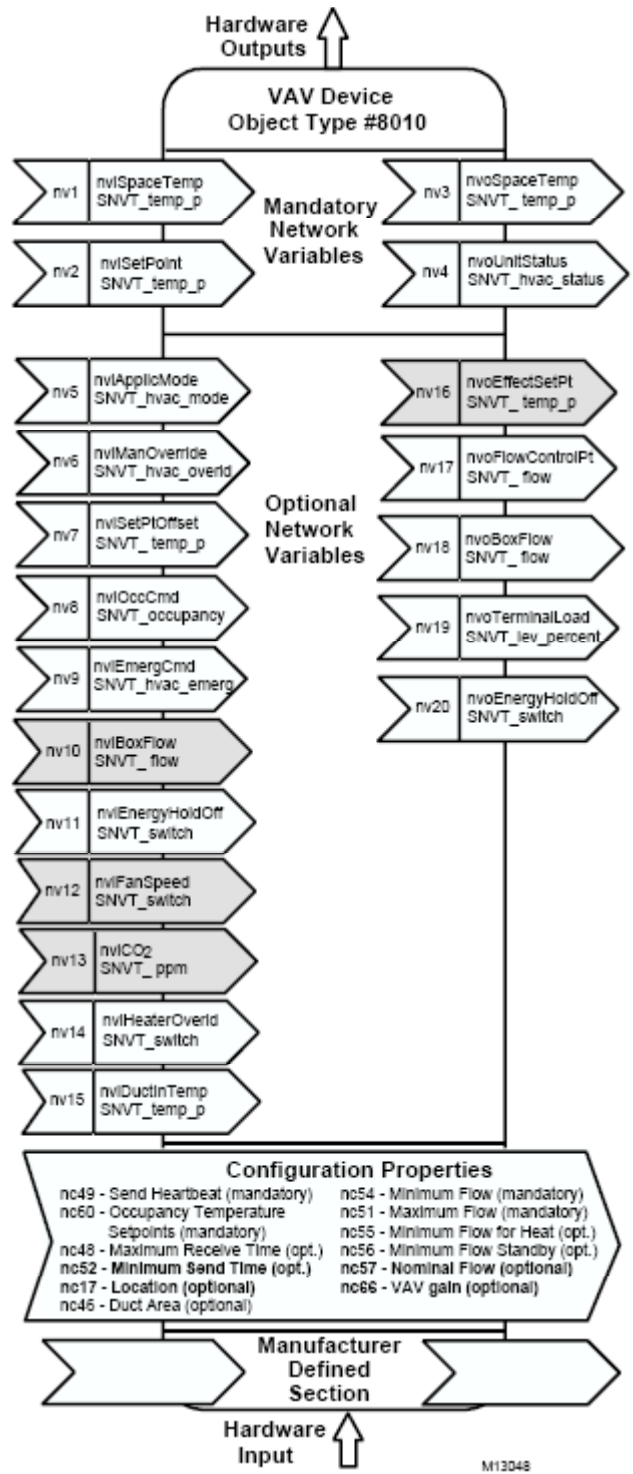 Hardware
Outputs
VAV Device
Object Type #8010
nv1
nviSpaceTemp
SNVT_temp_p
nv2
nviSetPoint
SNVT_temp_p
Mandatory
Network
Variables
nv3
nvoSpaceTemp
SNVT_ temp_p
nv4
nvoUnitStatus
SNVT_hvac_status
nv5
nviApplicMode
SNVT_hvac_mode
nv6
nviManOverride
SNVT_hvac_overid
nv7
nviSetPtOffset
SNVT_ temp_p
nv8
nviOccCmd
SNVT_occupancy
nv9
nviEmergCmd
SNVT_hvac_emerg
nv10
nviBoxFlow
SNVT_ flow
nv11
nviEnergyHoldOff
SNVT_switch
nv12
nviFanSpeed
SNVT_switch
nv13
nviCO2
SNVT_ ppm
nv14
nviHeaterOverid
SNVT_switch
nv15
nviDuctInTemp
SNVT_temp_p
Optional
Network
Variables
nv16
nvoEffectSetPt
SNVT_ temp_p
nv17
nvoFlowControlPt
SNVT_ flow
nv18
nvoBoxFlow
SNVT_ flow
nv19
nvoTerminalLoad
SNVT_lev_percent
nv20
nvoEnergyHoldOff
SNVT_switch
Configuration Properties
nc49 - Send Heartbeat (mandatory)
nc60 - Occupancy Temperature
Setpoints (mandatory)
nc48 - Maximum Receive Time (opt.)
nc52 - Minimum Send Time (opt.)
nc17 - Location (optional)
nc46 - Duct Area (optional)
nc54 - Minimum Flow (mandatory)
nc51 - Maximum Flow (mandatory)
nc55 - Minimum Flow for Heat (opt.)
nc56 - Minimum Flow Standby (opt.)
nc57 - Nominal Flow (optional)
nc66 - VAV gain (optional)
Manufacturer
Defined
Section
Hardware
Input
M13048